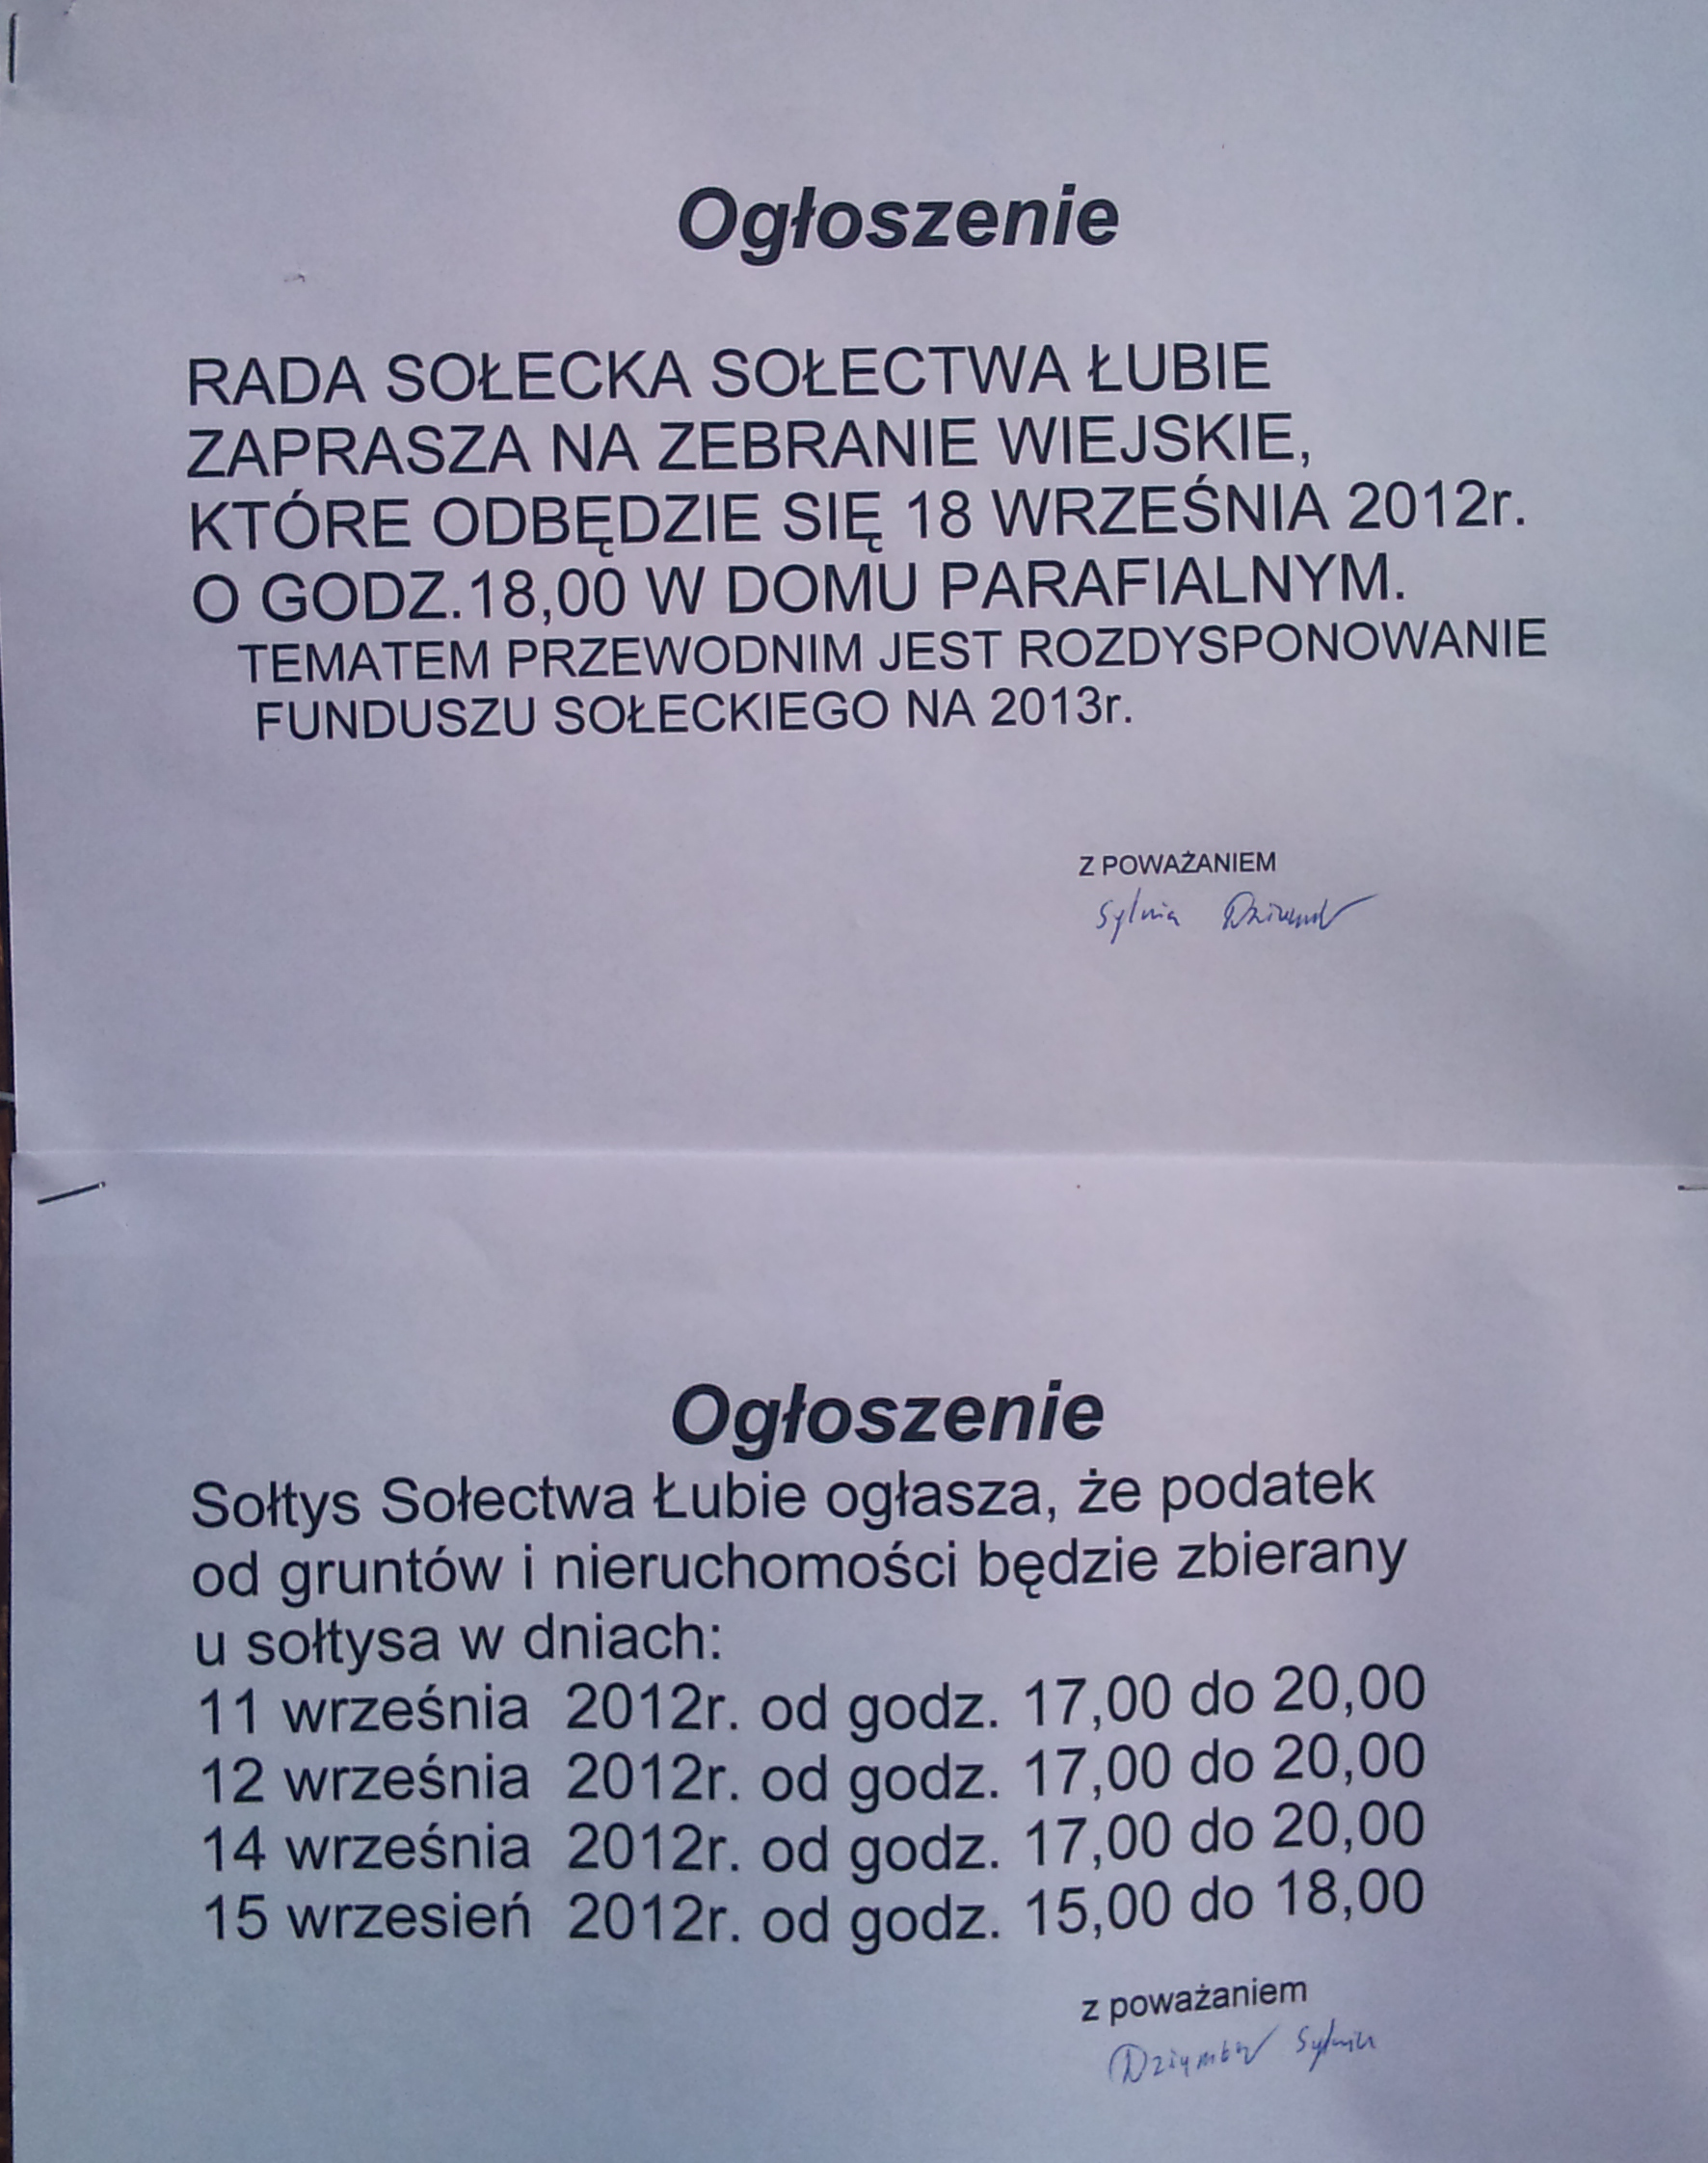 Ogłoszenie
RADA SOŁECKA SOŁECTWA ŁUBIE
ZAPRASZA NA ZEBRANIE WIEJSKIE,
KTÓRE ODBĘDZIE SIĘ 18 WRZEŚNIA 2012r.
O GODZ.18,00 W DOMU PARAFIALNYM.
TEMATEM PRZEWODNIM JEST ROZDYSPONOWANIE
FUNDUSZU SOŁECKIEGO NA 2013r.
Z POWAŻANIEM
Sylwia
Ogłoszenie
Sołtys Sołectwa Łubie ogłasza, że podatek
od gruntów i nieruchomości będzie zbierany
u sołtysa w dniach:
11 września 2012r. od godz. 17,00 do 20,00
12 września 2012r. od godz. 17,00 do 20,00
14 września 2012r. od godz. 17,00 do 20,00
15 wrzesień 2012r. od godz. 15,00 do 18,00
z poważaniem
Sylwia